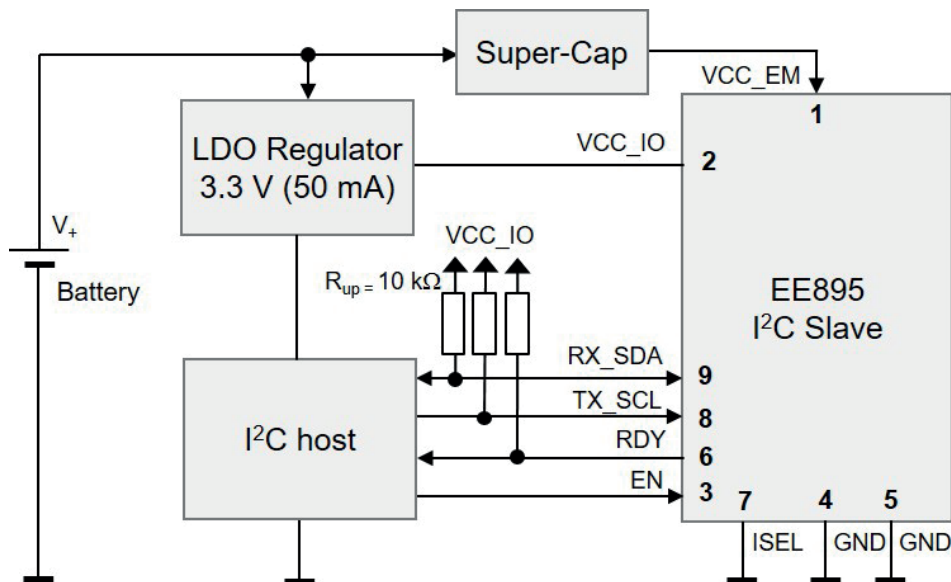 Super-Cap
VCC_EM
1
LDO Regulator
3.3 V (50 mA)
VCC_IO
2
V+
Battery
VCC_IO
Rup = 10 kΩ
EE895
I²C Slave
RX_SDA
9
TX_SCL
8
I²C host
RDY
6
EN
3
7
4
5
ISEL
GND
GND